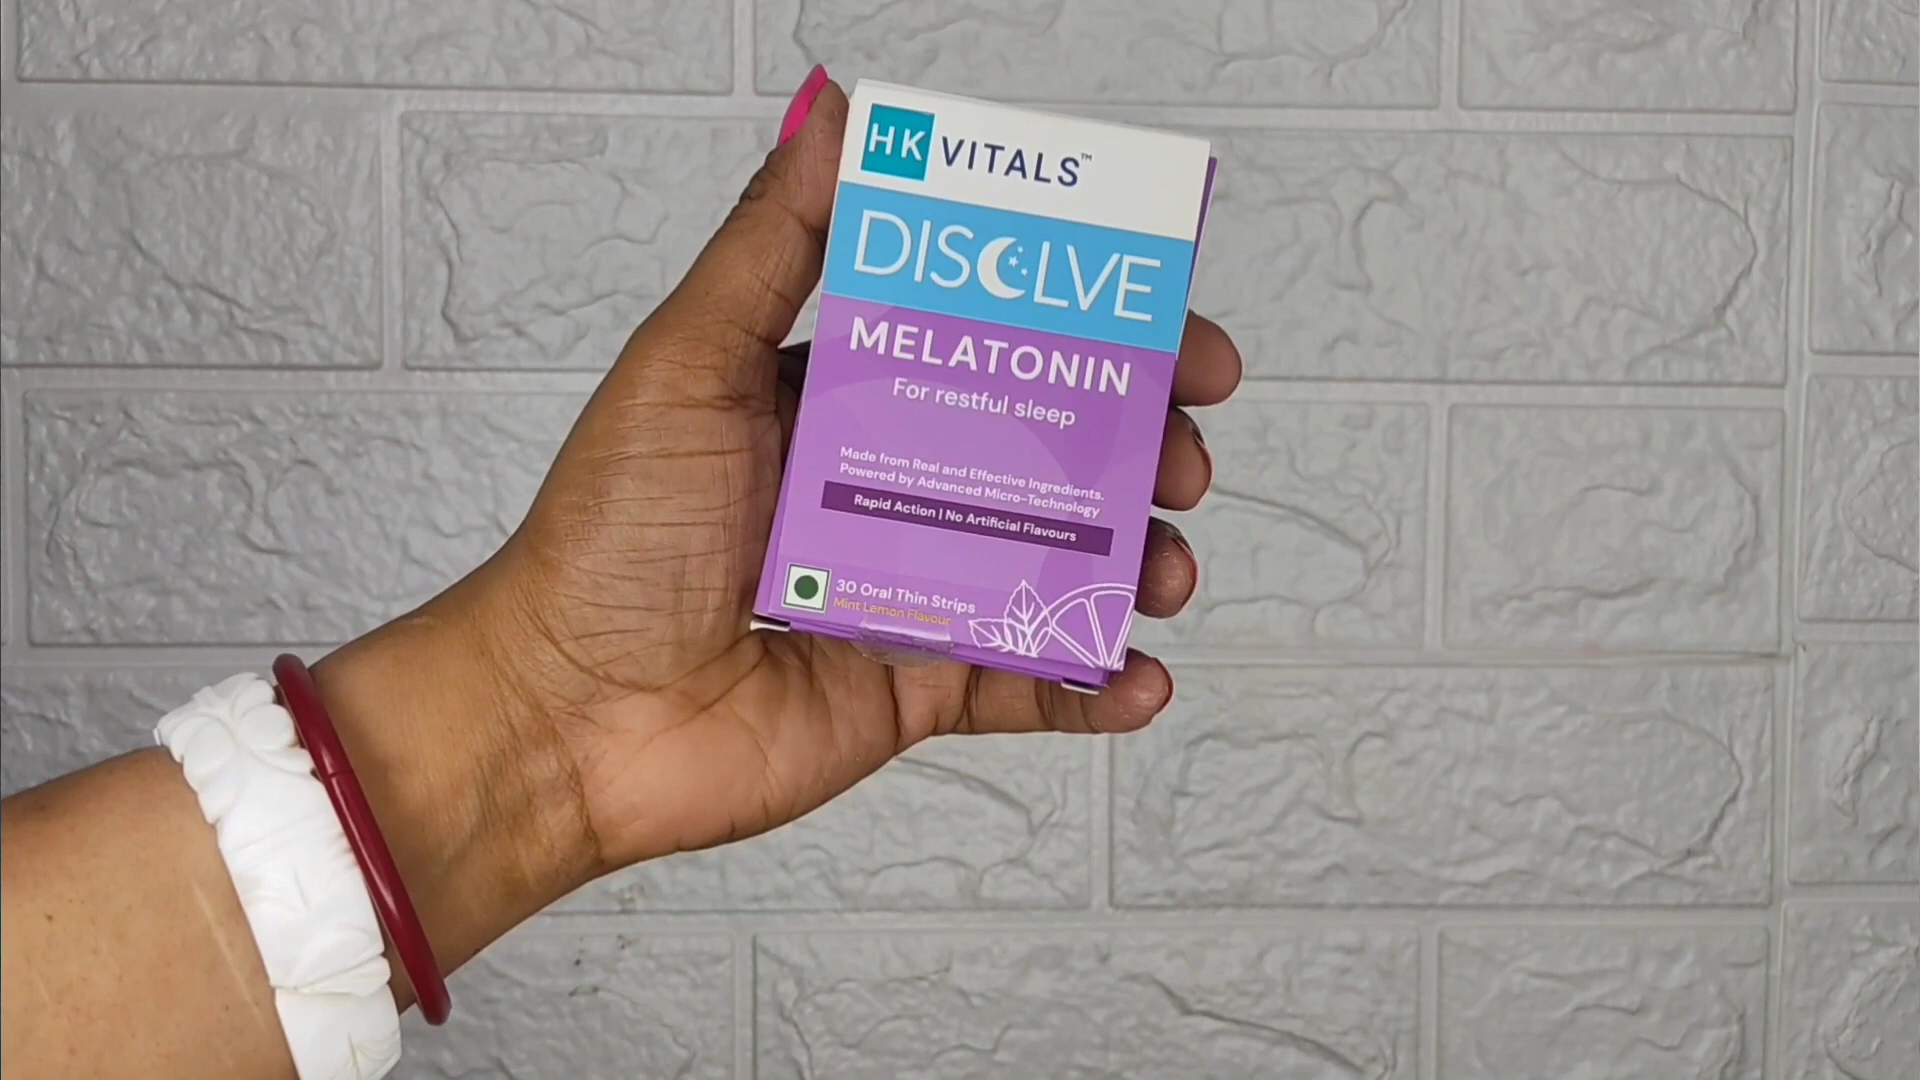 HK VITALS™
DISOLVE
MELATONIN
For restful sleep
Made from Real and Effective Ingredients.
Powered by Advanced Micro-Technology
Rapid Action | No Artificial Flavours
30 Oral Thin Strips
Mint Lemon Flavour